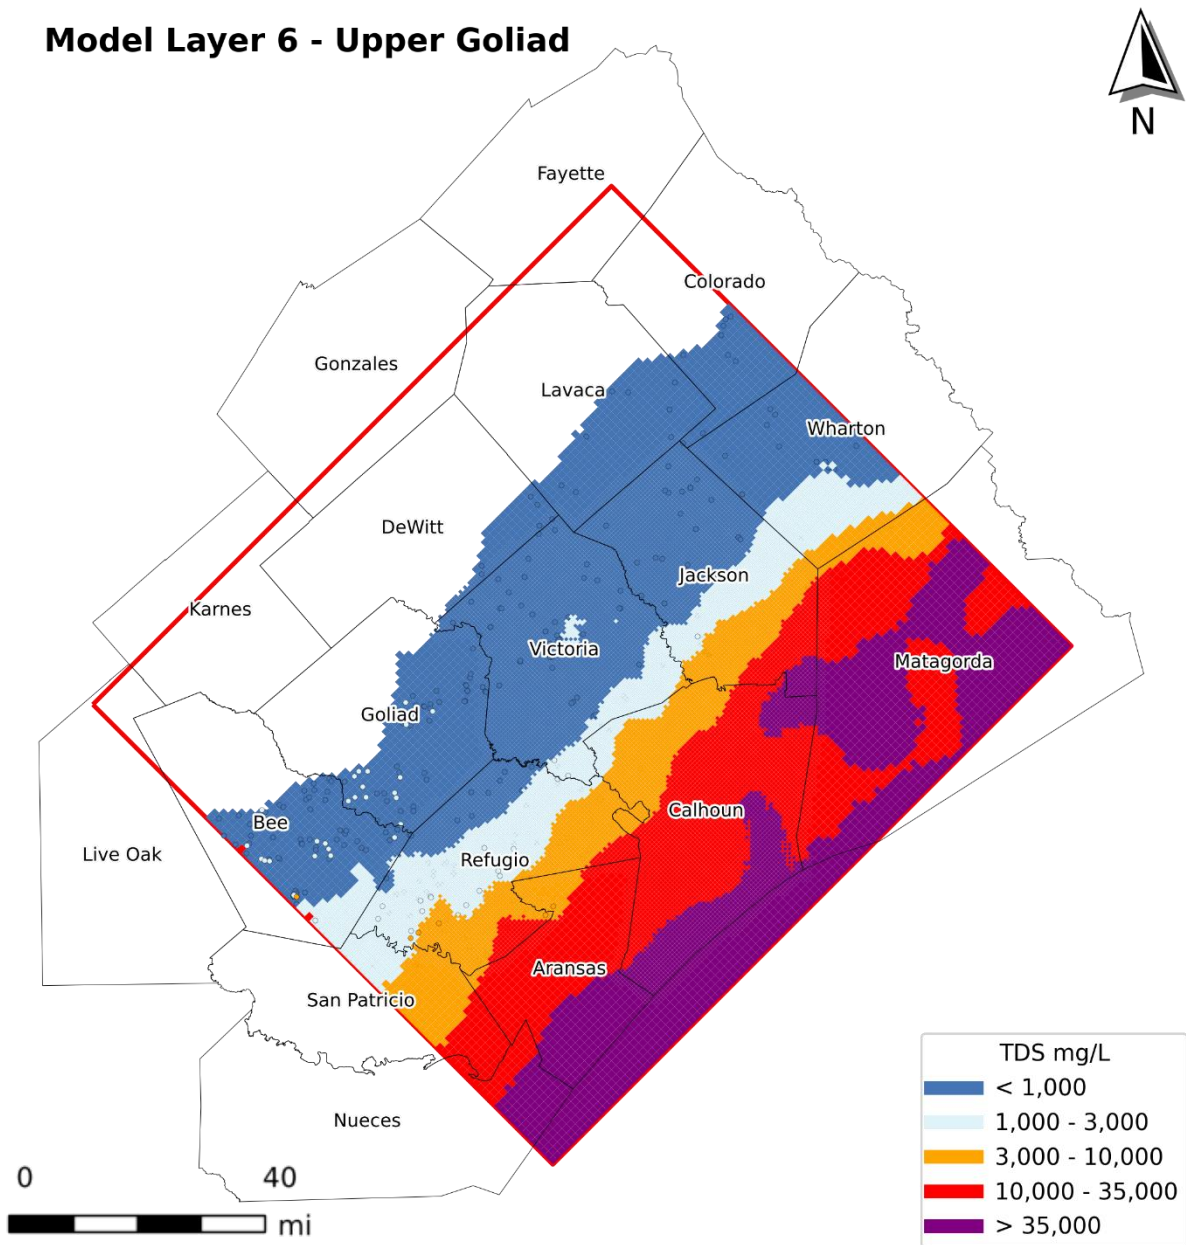 Model Layer 6 - Upper Goliad
N
Fayette
Colorado
Gonzales
Lavaca
Wharton
DeWitt
Jackson
Karnes
Victoria
Matagorda
Goliad
Calhoun
Bee
Live Oak
Refugio
Aransas
San Patricio
Nueces
0 40
mi
TDS mg/L
< 1,000
1,000 - 3,000
3,000 - 10,000
10,000 - 35,000
> 35,000